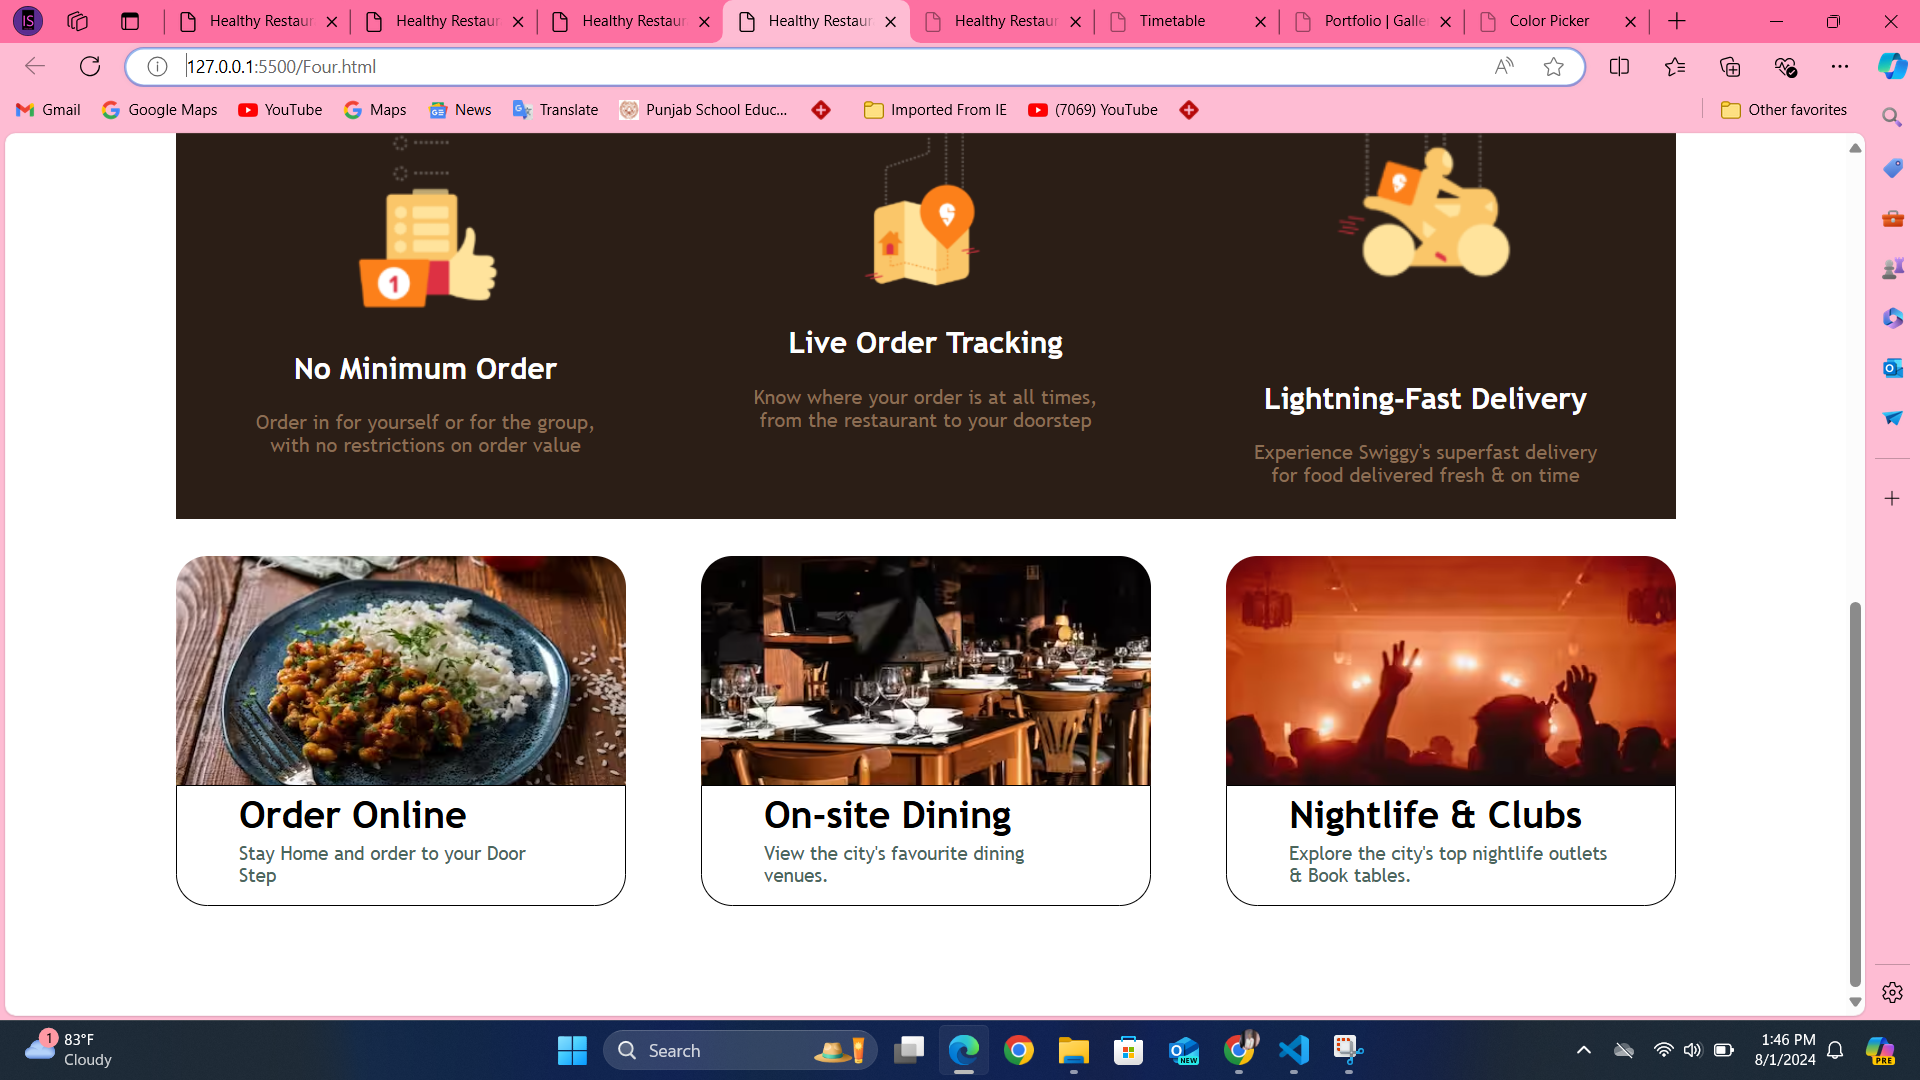 Healthy Restaur
Healthy Restaur
Healthy Restaur
Healthy Restaur
Healthy Restaur
Timetable
Portfolio | Galle
Color Picker
127.0.0.1:5500/Four.html
Gmail
Google Maps
YouTube
Maps
News
Translate
Punjab School Educ...
Imported From IE
(7069) YouTube
Other favorites
1
No Minimum Order
Order in for yourself or for the group,
with no restrictions on order value
Live Order Tracking
Know where your order is at all times,
from the restaurant to your doorstep
Lightning-Fast Delivery
Experience Swiggy's superfast delivery
for food delivered fresh & on time
Order Online
Stay Home and order to your Door
Step
On-site Dining
View the city's favourite dining
venues.
Nightlife & Clubs
Explore the city's top nightlife outlets
& Book tables.
1
83°F
Cloudy
Search
NEW
1:46 PM
8/1/2024
PRE